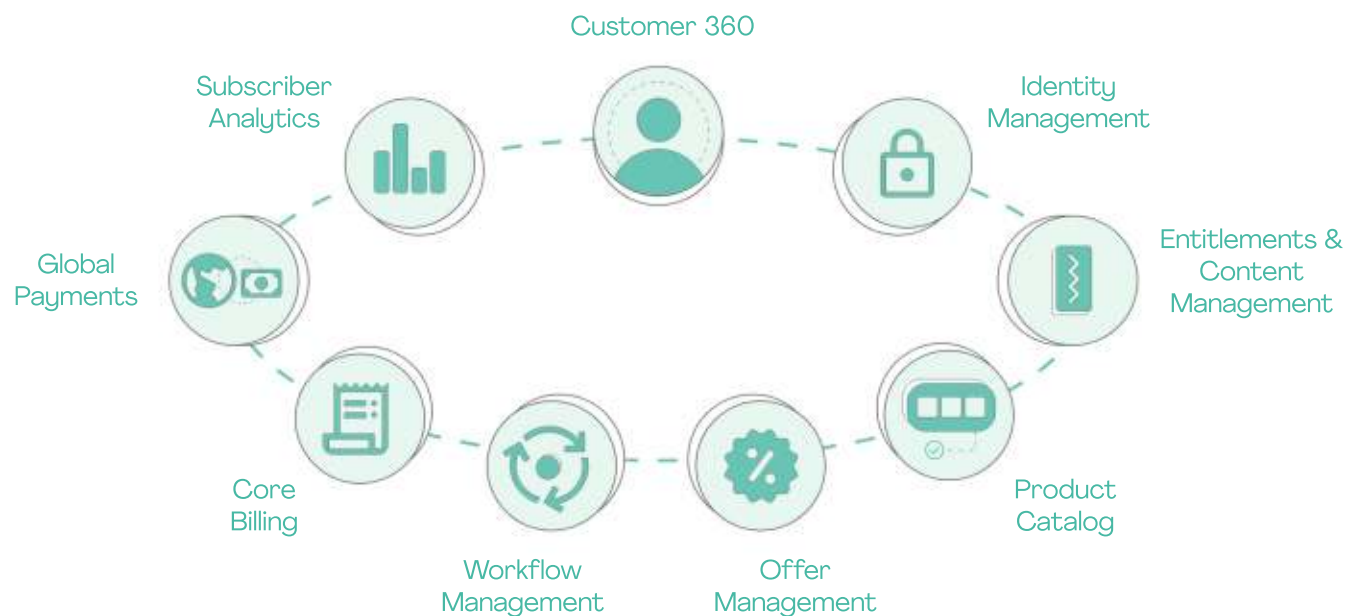 Customer 360
Subscriber
Analytics
Identity
Management
Global
Payments
Entitlements &
Content
Management
Core
Billing
Product
Catalog
Workflow
Management
Offer
Management